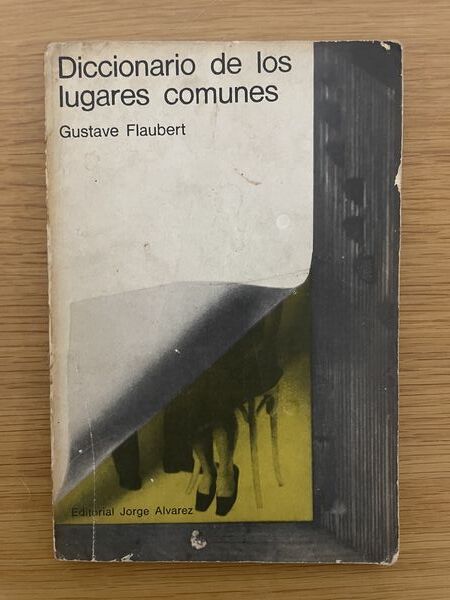 Diccionario de los
lugares comunes
Gustave Flaubert
Editorial Jorge Alvarez